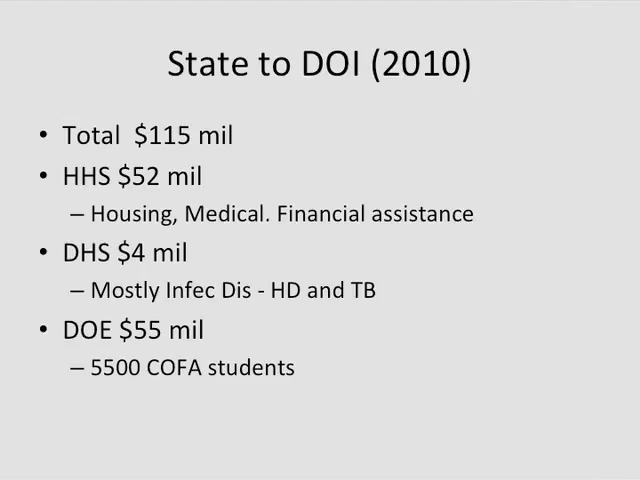 State to DOI (2010)
• Total $115 mil
• HHS $52 mil
– Housing, Medical. Financial assistance
• DHS $4 mil
– Mostly Infec Dis - HD and TB
• DOE $55 mil
– 5500 COFA students